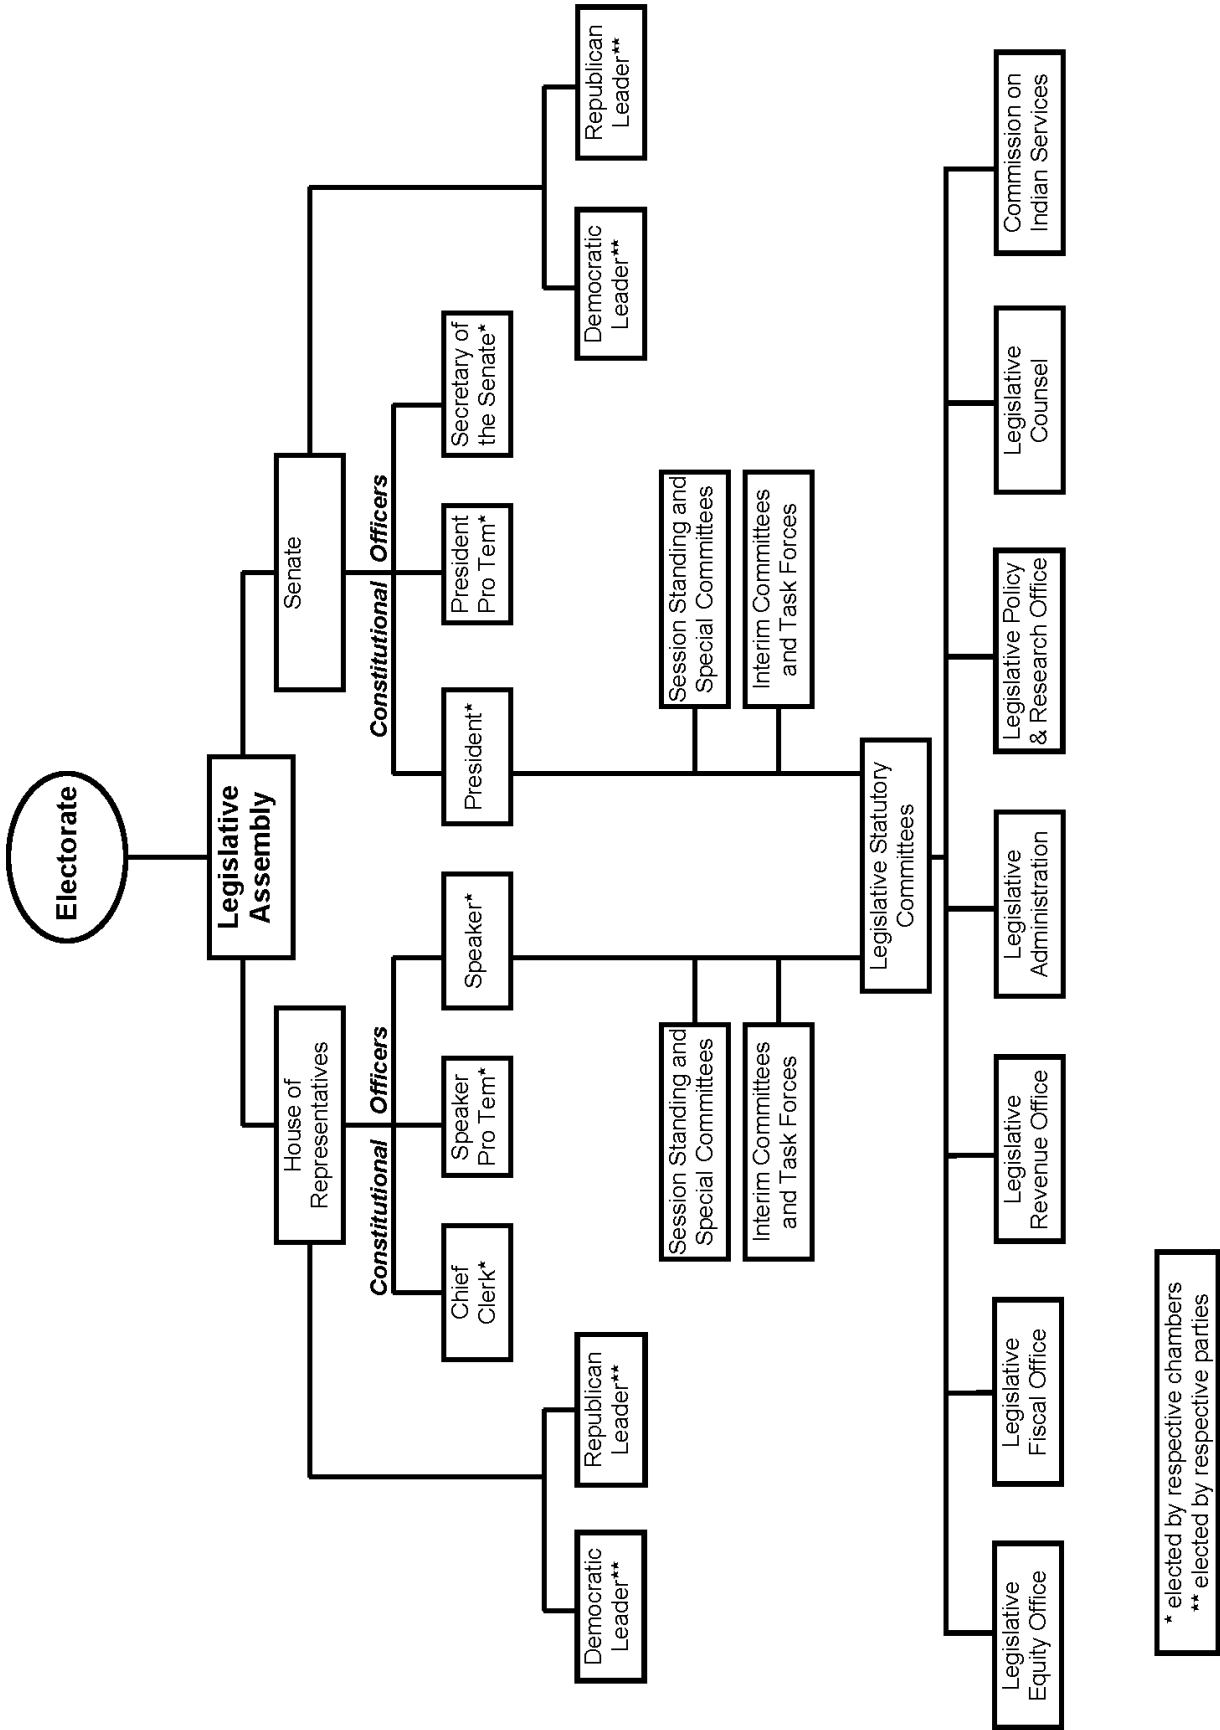 Electorate
Legislative
Assembly
House of
Representatives
Senate
Constitutional Officers
Constitutional Officers
Chief
Clerk*
Speaker
Pro Tem*
Speaker*
President*
President
Pro Tem*
Secretary of
the Senate*
Democratic
Leader**
Republican
Leader**
Democratic
Leader**
Republican
Leader**
Session Standing and
Special Committees
Session Standing and
Special Committees
Interim Committees
and Task Forces
Interim Committees
and Task Forces
Legislative Statutory
Committees
Legislative
Equity Office
Legislative
Fiscal Office
Legislative
Revenue Office
Legislative
Administration
Legislative Policy
& Research Office
Legislative
Counsel
Commission on
Indian Services
* elected by respective chambers
** elected by respective parties